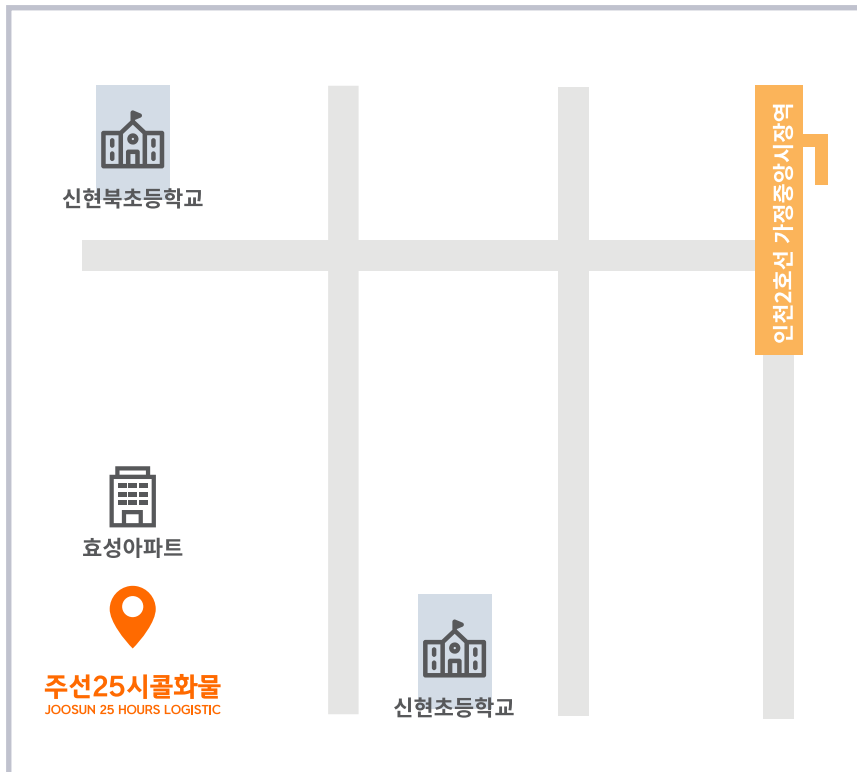 신현북초등학교
인천2호선 가정중앙시장역
효성아파트
주선25시콜화물
JOOSUN 25 HOURS LOGISTIC
신현초등학교